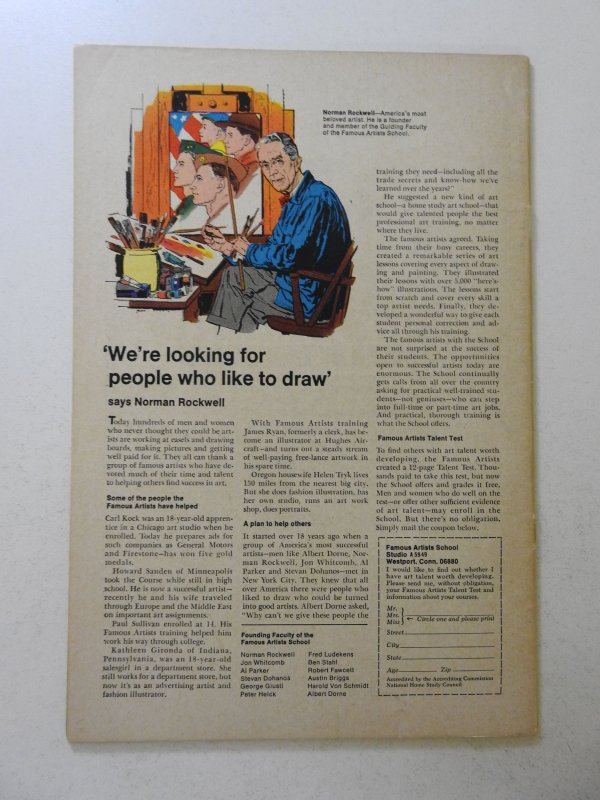 Norman Rockwell—America's most
beloved artist. He is a founder
and member of the Guiding Faculty
of the Famous Artists School.
'We're looking for
people who like to draw'
says Norman Rockwell
Today hundreds of men and women
who never thought they could be art-
ists are working at easels and drawing
boards, making pictures and getting
well paid for it. They all can thank a
group of famous artists who have de-
voted much of their time and talent
to helping others find success in art.
Some of the people the
Famous Artists have helped
Carl Kock was an 18-year-old appren-
tice in a Chicago art studio when he
enrolled. Today he prepares ads for
such companies as General Motors
and Firestone–has won five gold
medals.
Howard Sanden of Minneapolis
took the Course while still in high
school. He is now a successful artist—
recently he and his wife traveled
through Europe and the Middle East
on important art assignments.
Paul Sullivan enrolled at 14. His
Famous Artists training helped him
work his way through college.
Kathleen Gironda of Indiana,
Pennsylvania, was an 18-year-old
salesgirl in a department store. She
still works for a department store, but
now it's as an advertising artist and
fashion illustrator.
With Famous Artists training
James Ryan, formerly a clerk, has be-
come an illustrator at Hughes Air-
craft—and turns out a steady stream
of well-paying free-lance artwork in
his spare time.
Oregon housewife Helen Tryk lives
150 miles from the nearest big city.
But she does fashion illustration, has
her own studio, runs an art work
shop, does portraits.
A plan to help others
It started over 18 years ago when a
group of America's most successful
artists—men like Albert Dorne, Nor-
man Rockwell, Jon Whitcomb, Al
Parker and Stevan Dohanos—met in
New York City. They knew that all
over America there were people who
liked to draw who could be turned
into good artists. Albert Dorne asked,
"Why can't we give these people the
Founding Faculty of the
Famous Artists School
Norman Rockwell
Jon Whitcomb
Al Parker
Stevan Dohanos
George Giusti
Peter Helck
Fred Ludekens
Ben Stahl
Robert Fawcett
Austin Briggs
Harold Von Schmidt
Albert Dorne
training they need—including all the
trade secrets and know-how we've
learned over the years?"
He suggested a new kind of art
school—a home study art school—that
would give talented people the best
professional art training, no matter
where they live.
The famous artists agreed. Taking
time from their busy careers, they
created a remarkable series of art
lessons covering every aspect of draw-
ing and painting. They illustrated
their lessons with over 5,000 "here's-
how" illustrations. The lessons start
from scratch and cover every skill a
top artist needs. Finally, they de-
veloped a wonderful way to give each
student personal correction and ad-
vice all through his training.
The famous artists with the School
are not surprised at the success of
their students. The opportunities
open to successful artists today are
enormous. The School continually
gets calls from all over the country
asking for practical well-trained stu-
dents—not geniuses—who can step
into full-time or part-time art jobs.
And practical, thorough training is
what the School offers.
Famous Artists Talent Test
To find others with art talent worth
developing, the Famous Artists
created a 12-page Talent Test. Thou-
sands paid to take this test, but now
the School offers and grades it free.
Men and women who do well on the
test—or offer other sufficient evidence
of art talent—may enroll in the
School. But there's no obligation.
Simply mail the coupon below.
Famous Artists School
Studio A5949
Westport, Conn. 06880
I would like to find out whether I
have art talent worth developing.
Please send me, without obligation,
your Famous Artists Talent Test and
information about your courses.
Mr.
Mrs. ← Circle one and please print
Miss
Street
City
State
Age Zip
Accredited by the Accrediting Commission
National Home Study Council